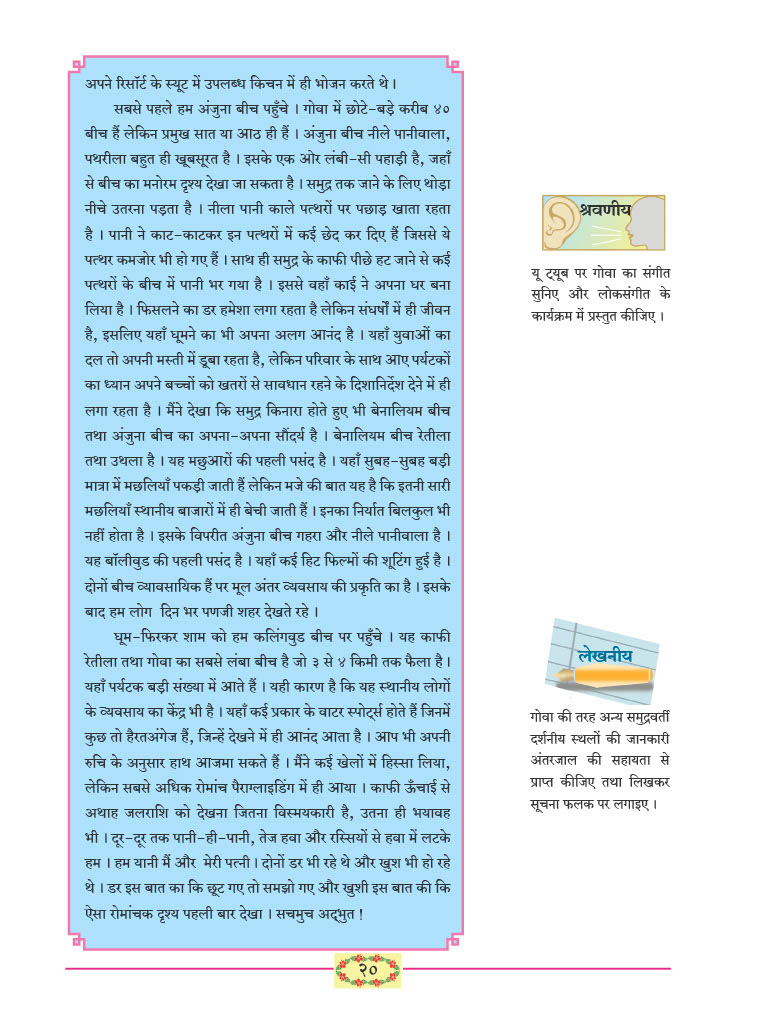 अपने रिसॉर्ट के स्यूट में उपलब्ध किचन में ही भोजन करते थे ।
सबसे पहले हम अंजुना बीच पहुँचे । गोवा में छोटे-बड़े करीब ४०
बीच हैं लेकिन प्रमुख सात या आठ ही हैं । अंजुना बीच नीले पानीवाला,
पथरीला बहुत ही खूबसूरत है । इसके एक ओर लंबी-सी पहाड़ी है, जहाँ
से बीच का मनोरम दृश्य देखा जा सकता है । समुद्र तक जाने के लिए थोड़ा
नीचे उतरना पड़ता है । नीला पानी काले पत्थरों पर पछाड़ खाता रहता
है । पानी ने काट-काटकर इन पत्थरों में कई छेद कर दिए हैं जिससे ये
पत्थर कमजोर भी हो गए हैं । साथ ही समुद्र के काफी पीछे हट जाने से कई
पत्थरों के बीच में पानी भर गया है । इससे वहाँ काई ने अपना घर बना
लिया है । फिसलने का डर हमेशा लगा रहता है लेकिन संघर्षों में ही जीवन
है, इसलिए यहाँ घूमने का भी अपना अलग आनंद है । यहाँ युवाओं का
दल तो अपनी मस्ती में डूबा रहता है, लेकिन परिवार के साथ आए पर्यटकों
का ध्यान अपने बच्चों को खतरों से सावधान रहने के दिशानिर्देश देने में ही
लगा रहता है । मैंने देखा कि समुद्र किनारा होते हुए भी बेनालियम बीच
तथा अंजुना बीच का अपना-अपना सौंदर्य है । बेनालियम बीच रेतीला
तथा उथला है । यह मछुआरों की पहली पसंद है । यहाँ सुबह-सुबह बड़ी
मात्रा में मछलियाँ पकड़ी जाती हैं लेकिन मजे की बात यह है कि इतनी सारी
मछलियाँ स्थानीय बाजारों में ही बेची जाती हैं । इनका निर्यात बिलकुल भी
नहीं होता है । इसके विपरीत अंजुना बीच गहरा और नीले पानीवाला है ।
यह बॉलीवुड की पहली पसंद है । यहाँ कई हिट फिल्मों की शूटिंग हुई है ।
दोनों बीच व्यावसायिक हैं पर मूल अंतर व्यवसाय की प्रकृति का है । इसके
बाद हम लोग दिन भर पणजी शहर देखते रहे ।
घूम-फिरकर शाम को हम कलिंगवुड बीच पर पहुँचे । यह काफी
रेतीला तथा गोवा का सबसे लंबा बीच है जो ३ से ४ किमी तक फैला है ।
यहाँ पर्यटक बड़ी संख्या में आते हैं । यही कारण है कि यह स्थानीय लोगों
के व्यवसाय का केंद्र भी है । यहाँ कई प्रकार के वाटर स्पोर्ट्स होते हैं जिनमें
कुछ तो हैरतअंगेज हैं, जिन्हें देखने में ही आनंद आता है । आप भी अपनी
रुचि के अनुसार हाथ आजमा सकते हैं । मैंने कई खेलों में हिस्सा लिया,
लेकिन सबसे अधिक रोमांच पैराग्लाइडिंग में ही आया । काफी ऊँचाई से
अथाह जलराशि को देखना जितना विस्मयकारी है, उतना ही भयावह
भी । दूर-दूर तक पानी-ही-पानी, तेज हवा और रस्सियों से हवा में लटके
हम । हम यानी मैं और मेरी पत्नी । दोनों डर भी रहे थे और खुश भी हो रहे
थे । डर इस बात का कि छूट गए तो समझो गए और खुशी इस बात की कि
ऐसा रोमांचक दृश्य पहली बार देखा । सचमुच अद्भुत !
श्रवणीय
यू ट्यूब पर गोवा का संगीत
सुनिए और लोकसंगीत के
कार्यक्रम में प्रस्तुत कीजिए ।
लेखनीय
गोवा की तरह अन्य समुद्रवर्ती
दर्शनीय स्थलों की जानकारी
अंतरजाल की सहायता से
प्राप्त कीजिए तथा लिखकर
सूचना फलक पर लगाइए ।
२०